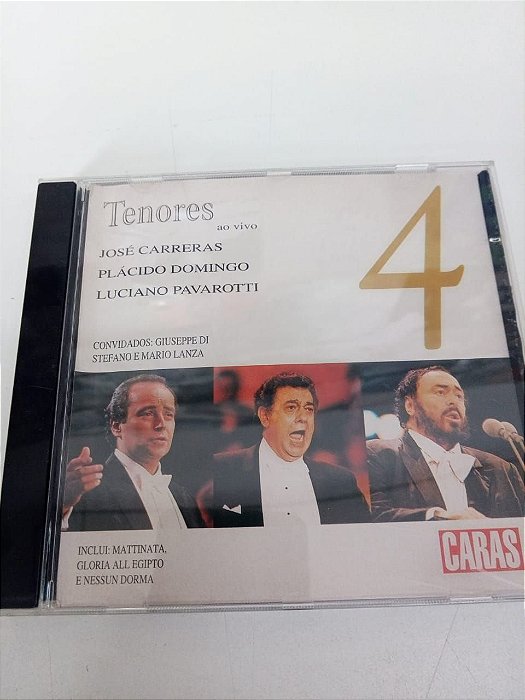 Tenores
ao vivo
4
JOSÉ CARRERAS
PLÁCIDO DOMINGO
LUCIANO PAVAROTTI
CONVIDADOS: GIUSEPPE DI
STEFANO E MARIO LANZA
INCLUI: MATTINATA,
GLORIA ALL EGIPTO
E NESSUN DORMA
CARAS